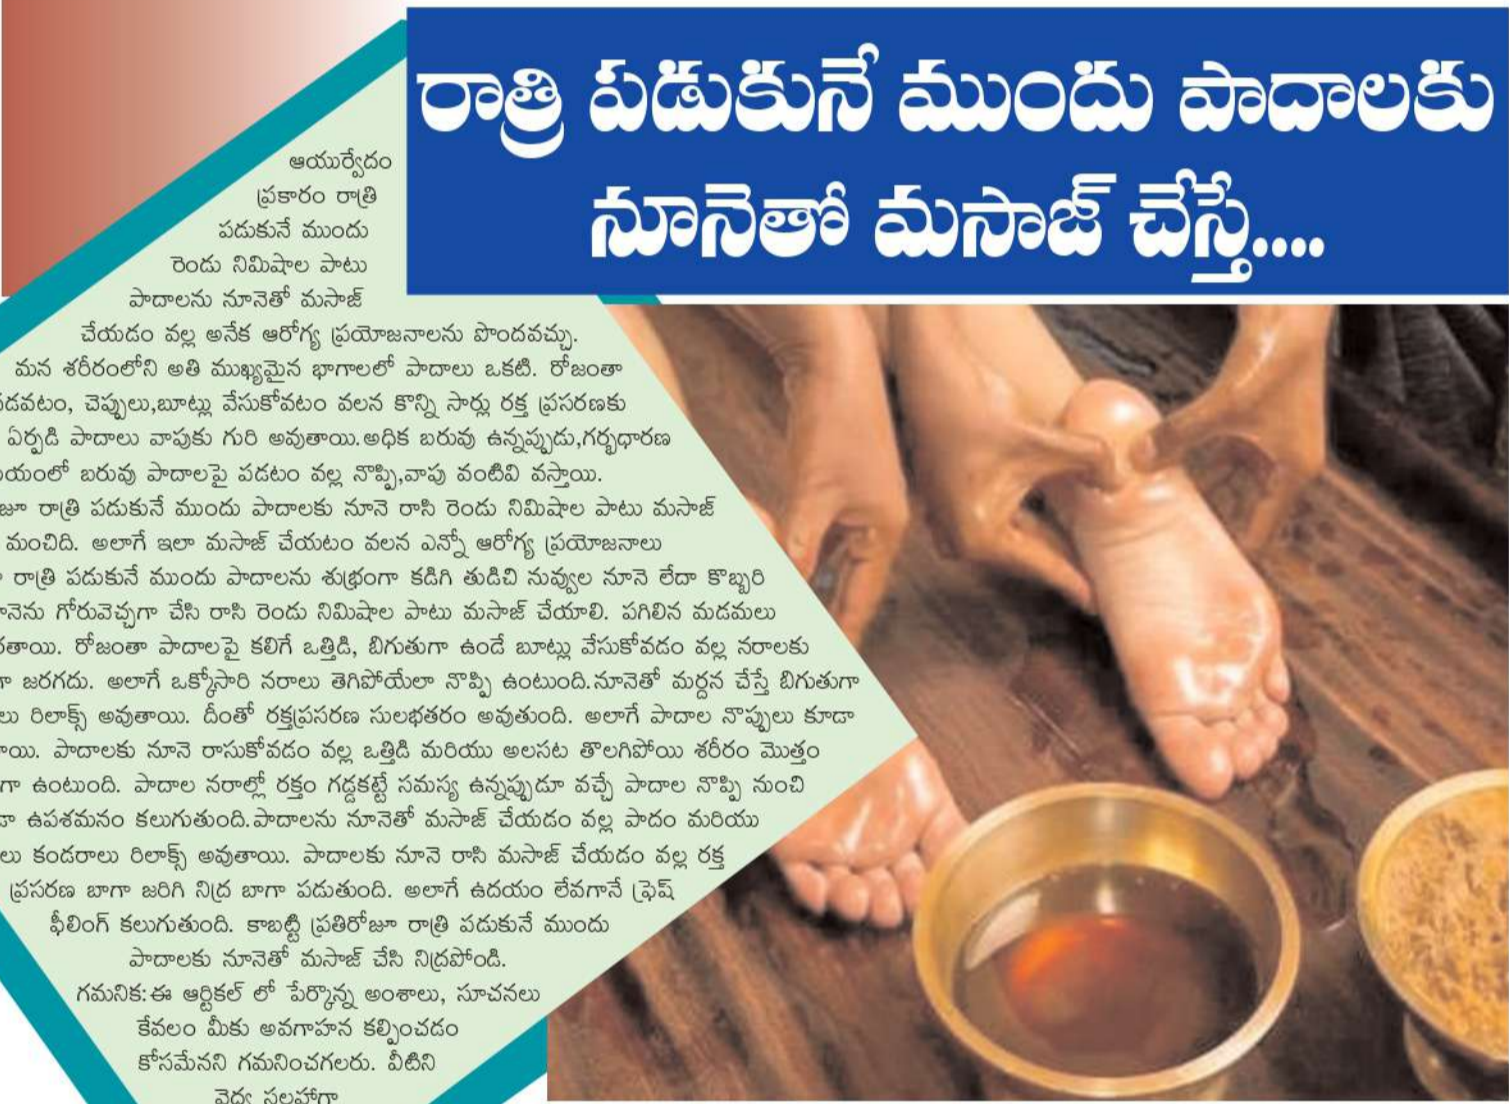 రాత్రి పడుకునే ముందు పాదాలకు
నూనెతో మసాజ్ చేస్తే....
ఆయుర్వేదం
ప్రకారం రాత్రి
పడుకునే ముందు
రెండు నిమిషాల పాటు
పాదాలను నూనెతో మసాజ్
చేయడం వల్ల అనేక ఆరోగ్య ప్రయోజనాలను పొందవచ్చు.
మన శరీరంలోని అతి ముఖ్యమైన భాగాలలో పాదాలు ఒకటి. రోజంతా
చెప్పులు,బూట్లు వేసుకోవటం వలన కొన్ని సార్లు రక్త ప్రసరణకు
ఏర్పడి పాదాలు వాపుకు గురి అవుతాయి.అధిక బరువు ఉన్నప్పుడు,గర్భధారణ
బరువు పాదాలపై పడటం వల్ల నొప్పి,వాపు వంటివి వస్తాయి.
రాత్రి పడుకునే ముందు పాదాలకు నూనె రాసి రెండు నిమిషాల పాటు మసాజ్
మంచిది. అలాగే ఇలా మసాజ్ చేయటం వలన ఎన్నో ఆరోగ్య ప్రయోజనాలు
రాత్రి పడుకునే ముందు పాదాలను శుభ్రంగా కడిగి తుడిచి నువ్వుల నూనె లేదా కొబ్బరి
గోరువెచ్చగా చేసి రాసి రెండు నిమిషాల పాటు మసాజ్ చేయాలి. పగిలిన మడమలు
రోజంతా పాదాలపై కలిగే ఒత్తిడి, బిగుతుగా ఉండే బూట్లు వేసుకోవడం వల్ల నరాలకు
జరగదు. అలాగే ఒక్కోసారి నరాలు తెగిపోయేలా నొప్పి ఉంటుంది.నూనెతో మర్దన చేస్తే బిగుతుగా
రిలాక్స్ అవుతాయి. దీంతో రక్తప్రసరణ సులభతరం అవుతుంది. అలాగే పాదాల నొప్పులు కూడా
పాదాలకు నూనె రాసుకోవడం వల్ల ఒత్తిడి మరియు అలసట తొలగిపోయి శరీరం మొత్తం
ఉంటుంది. పాదాల నరాల్లో రక్తం గడ్డకట్టే సమస్య ఉన్నప్పుడూ వచ్చే పాదాల నొప్పి నుంచి
ఉపశమనం కలుగుతుంది.పాదాలను నూనెతో మసాజ్ చేయడం వల్ల పాదం మరియు
కండరాలు రిలాక్స్ అవుతాయి. పాదాలకు నూనె రాసి మసాజ్ చేయడం వల్ల రక్త
ప్రసరణ బాగా జరిగి నిద్ర బాగా పడుతుంది. అలాగే ఉదయం లేవగానే ఫ్రెష్
ఫీలింగ్ కలుగుతుంది. కాబట్టి ప్రతిరోజూ రాత్రి పడుకునే ముందు
పాదాలకు నూనెతో మసాజ్ చేసి నిద్రపోండి.
గమనిక:ఈ ఆర్టికల్ లో పేర్కొన్న అంశాలు, సూచనలు
కేవలం మీకు అవగాహన కల్పించడం
కోసమేనని గమనించగలరు. వీటిని
వైద్య సలహాగా